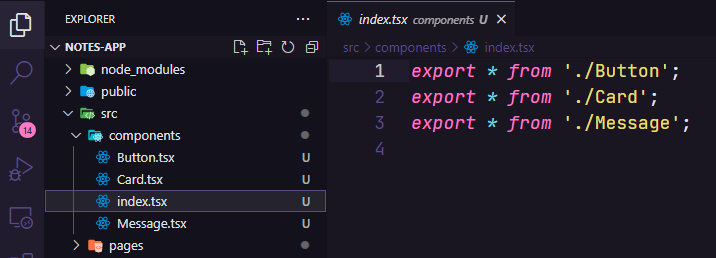 EXPLORER
NOTES-APP
node_modules
public
src
components
Button.tsx U
Card.tsx U
index.tsx U
Message.tsx U
pages
14
index.tsx components U
src > components > index.tsx
1 export * from './Button';
2 export * from './Card';
3 export * from './Message';
4